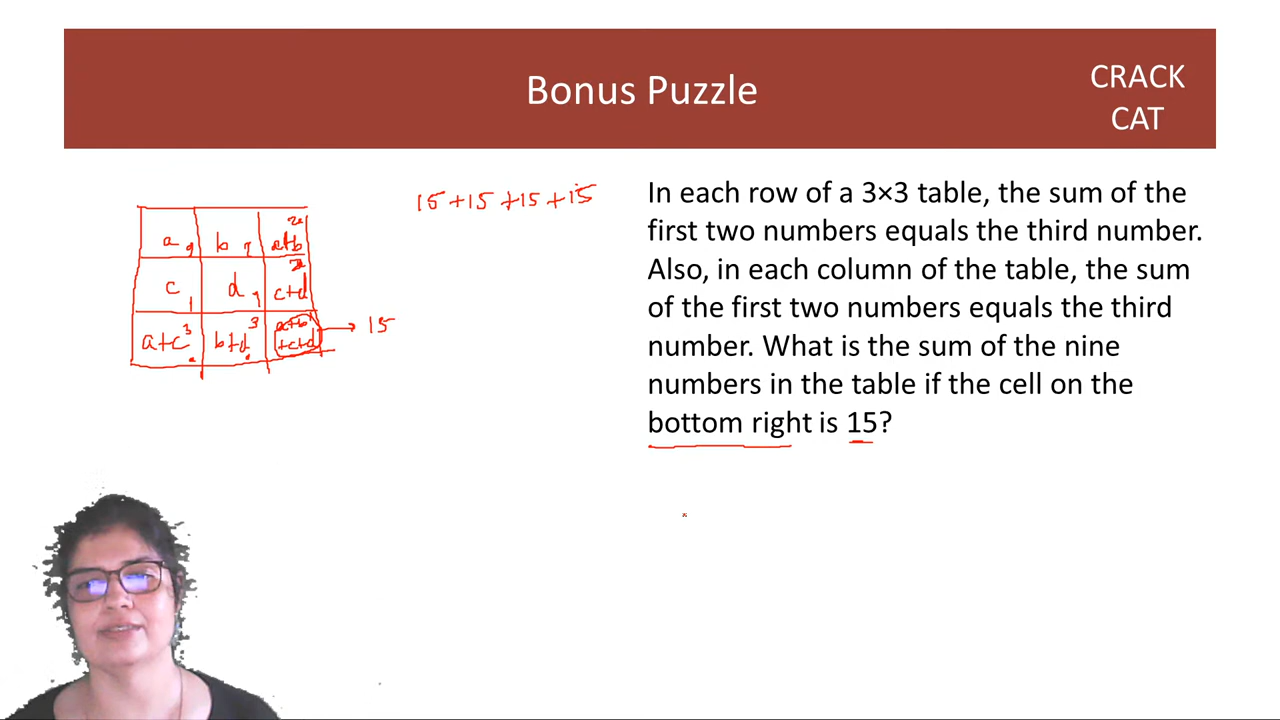 Bonus Puzzle
CRACK
CAT
15+15+15+15
In each row of a 3×3 table, the sum of the
first two numbers equals the third number.
Also, in each column of the table, the sum
of the first two numbers equals the third
number. What is the sum of the nine
numbers in the table if the cell on the
bottom right is 15?
a b a+b
c d c+d
a+c 3 b+d 3 a+b
+c+d → 15